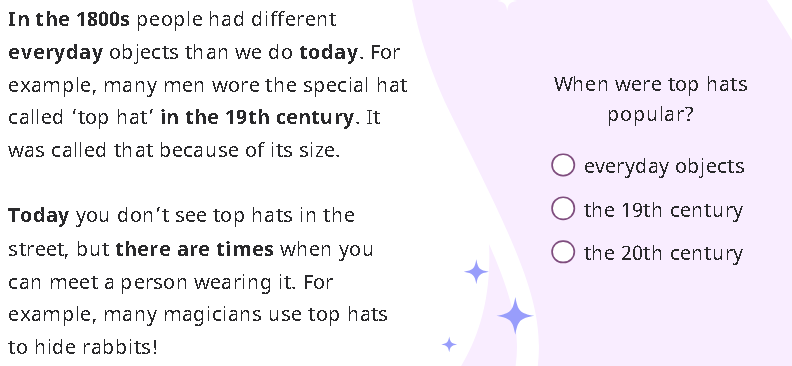 In the 1800s people had different
everyday objects than we do today. For
example, many men wore the special hat
called ‘top hat’ in the 19th century. It
was called that because of its size.
Today you don’t see top hats in the
street, but there are times when you
can meet a person wearing it. For
example, many magicians use top hats
to hide rabbits!
When were top hats
popular?
everyday objects
the 19th century
the 20th century